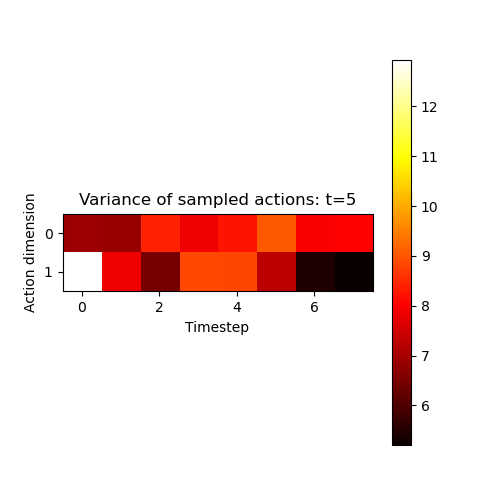 Variance of sampled actions: t=5
Action dimension
0
1
0 2 4 6
Timestep
12
11
10
9
8
7
6